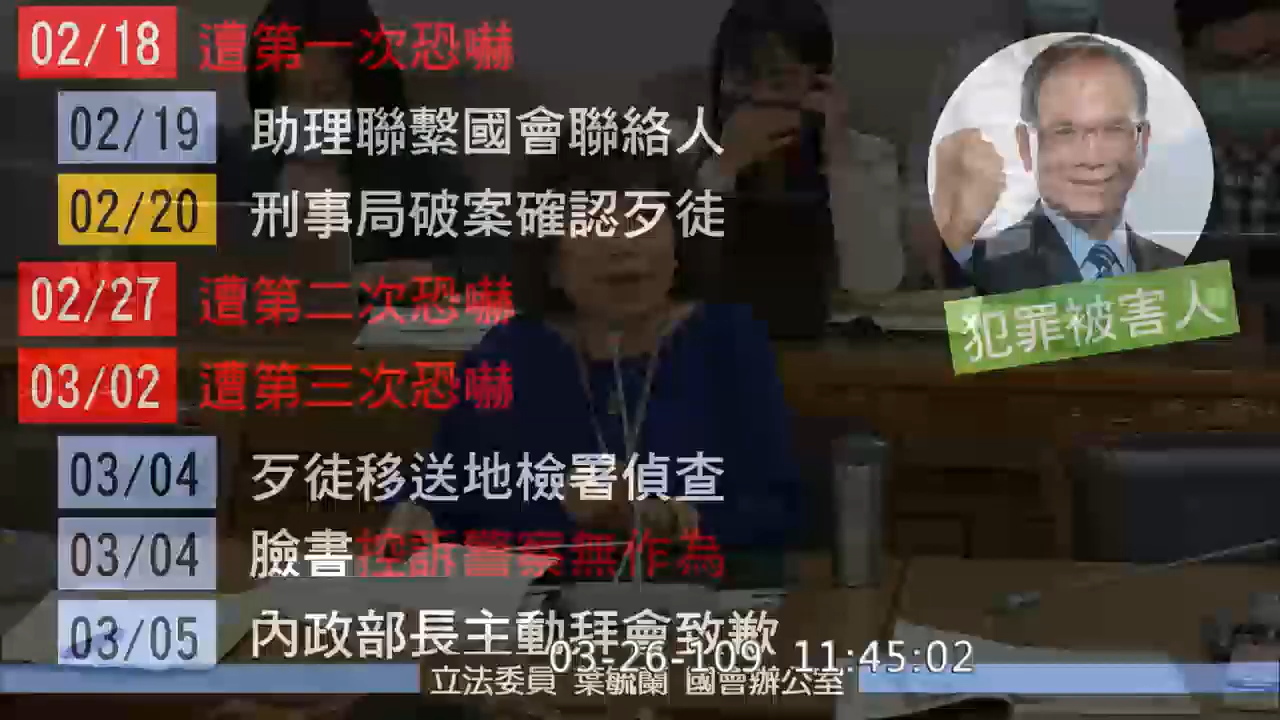 02/18 遭第一次恐嚇
02/19 助理聯繫國會聯絡人
02/20 刑事局破案確認歹徒
02/27 遭第二次恐嚇
03/02 遭第三次恐嚇
03/04 歹徒移送地檢署偵查
03/04 臉書控訴警察無作為
03/05 內政部長主動拜會致歉
犯罪被害人
03-26-109 11:45:02
立法委員 葉毓蘭 國會辦公室